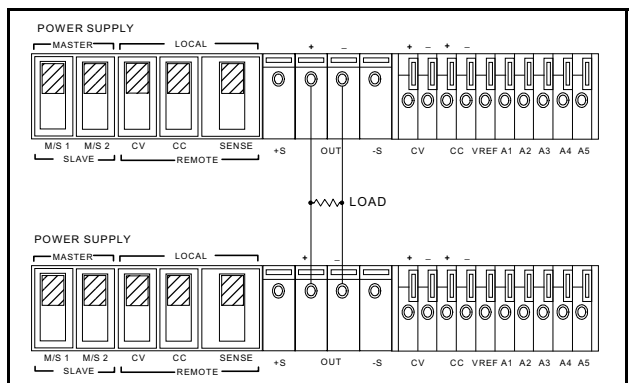 POWER SUPPLY
MASTER LOCAL
+ – + – + –
M/S 1 M/S 2 CV CC SENSE +S OUT -S CV CC VREF A1 A2 A3 A4 A5
SLAVE REMOTE
LOAD
POWER SUPPLY
MASTER LOCAL
+ – + – + –
M/S 1 M/S 2 CV CC SENSE +S OUT -S CV CC VREF A1 A2 A3 A4 A5
SLAVE REMOTE